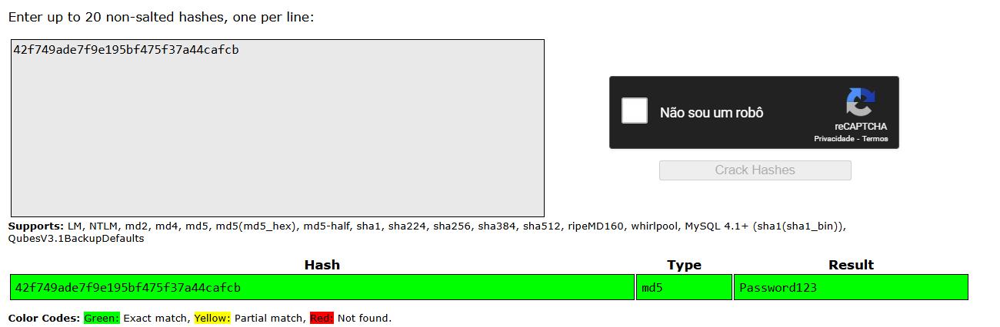 Enter up to 20 non-salted hashes, one per line:
42f749ade7f9e195bf475f37a44cafcb
Não sou um robô
reCAPTCHA
Privacidade - Termos
Crack Hashes
Supports: LM, NTLM, md2, md4, md5, md5(md5_hex), md5-half, sha1, sha224, sha256, sha384, sha512, ripeMD160, whirlpool, MySQL 4.1+ (sha1(sha1_bin)),
QubesV3.1BackupDefaults
Hash Type Result
42f749ade7f9e195bf475f37a44cafcb md5 Password123
Color Codes: Green: Exact match, Yellow: Partial match, Red: Not found.